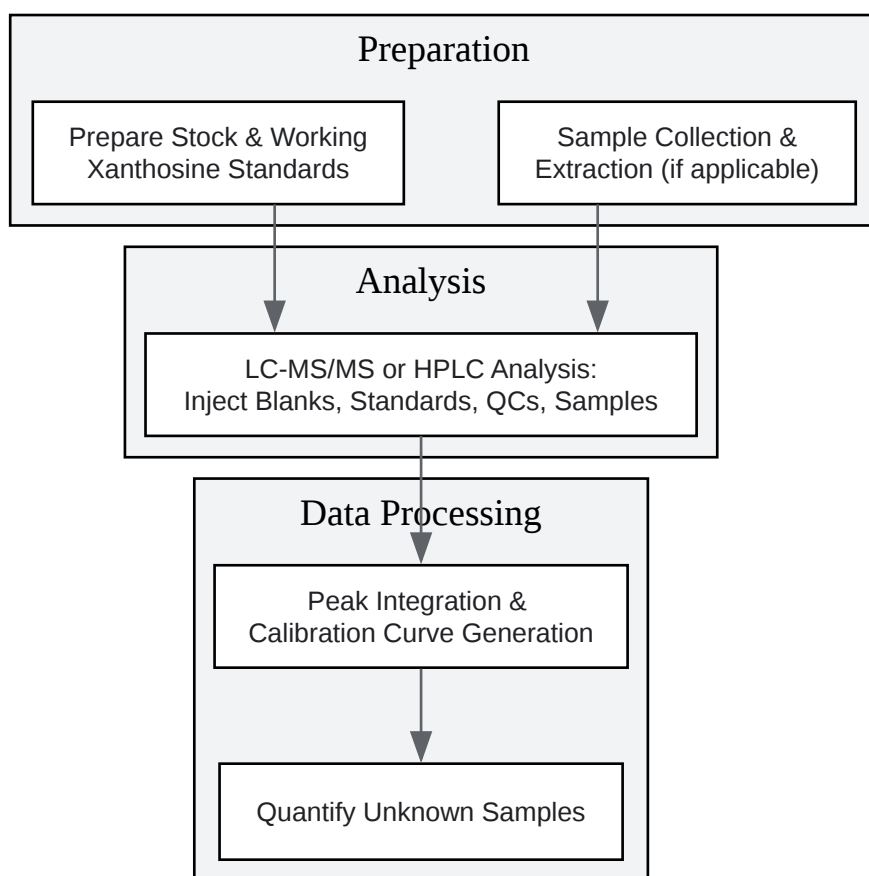 Preparation
Prepare Stock & Working
Xanthosine Standards
Sample Collection &
Extraction (if applicable)
Analysis
LC-MS/MS or HPLC Analysis:
Inject Blanks, Standards, QCs, Samples
Data Processing
Peak Integration &
Calibration Curve Generation
Quantify Unknown Samples